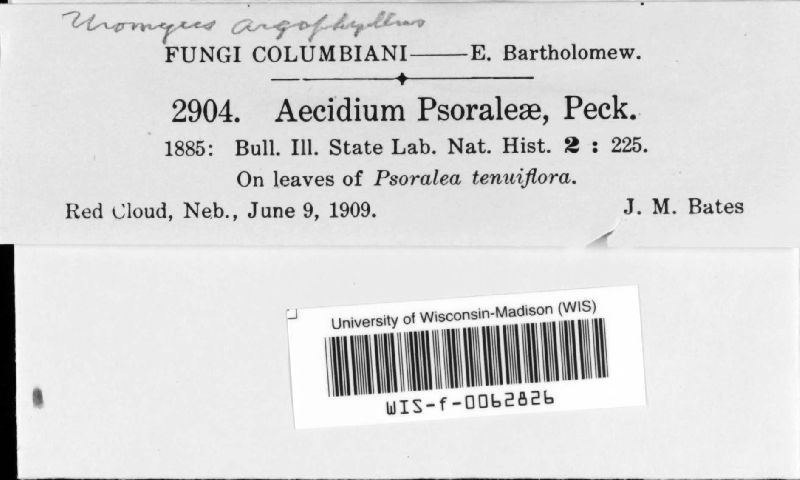 Uromyces argophyllus
FUNGI COLUMBIANI——E. Bartholomew.
2904. Aecidium Psoraleæ, Peck.
1885: Bull. Ill. State Lab. Nat. Hist. 2 : 225.
On leaves of Psoralea tenuiflora.
Red Cloud, Neb., June 9, 1909. J. M. Bates
University of Wisconsin-Madison (WIS)
WIS-f-0062826